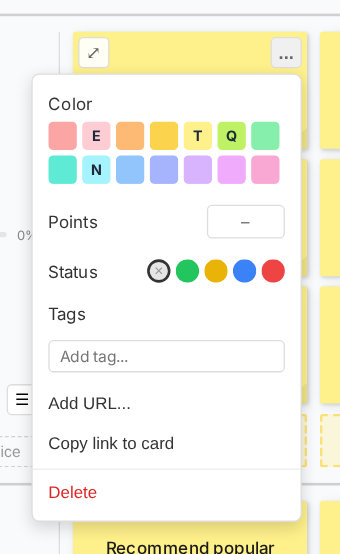 ...
0%
Color
E T Q
N
Points –
Status
Tags
Add tag...
Add URL...
ice
Copy link to card
Delete
Recommend popular